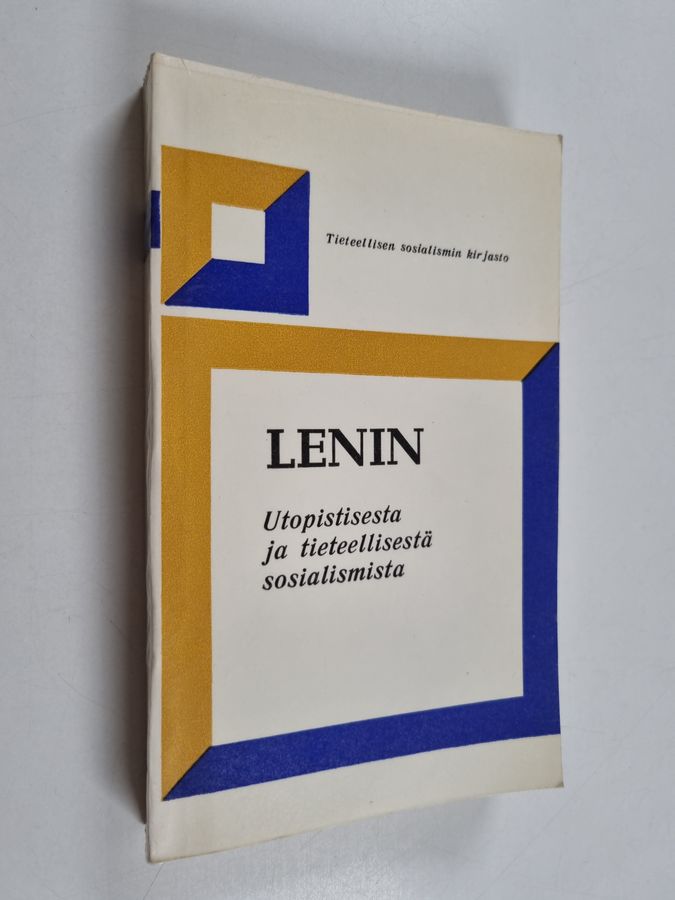 Tieteellisen sosialismin kirjasto
LENIN
Utopistisesta
ja tieteellisestä
sosialismista